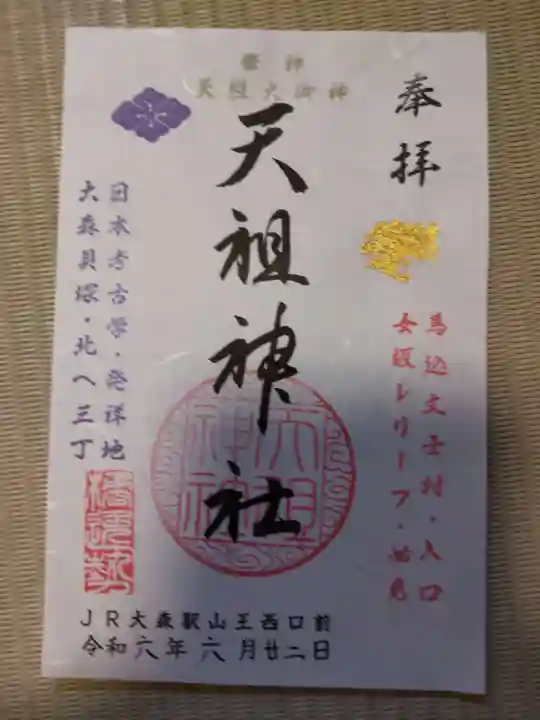 奉拝
馬込文士村・入口
女坂レリーフ・必見
祭神
天祖大御神
天祖神社
日本考古学・発祥地
大森貝塚・北へ三丁
JR大森駅山王西口前
令和六年六月廿二日